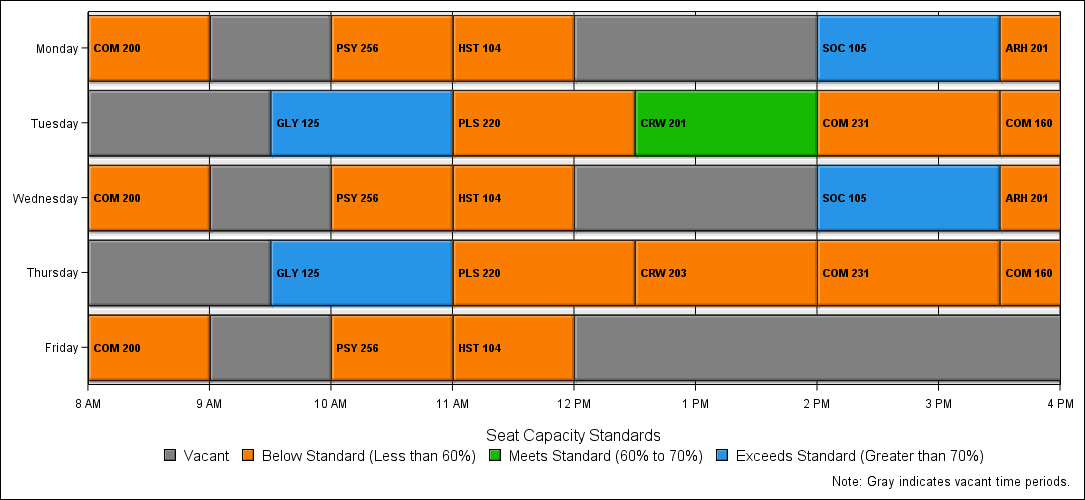 Monday COM 200 PSY 256 HST 104 SOC 105 ARH 201
Tuesday GLY 125 PLS 220 CRW 201 COM 231 COM 160
Wednesday COM 200 PSY 256 HST 104 SOC 105 ARH 201
Thursday GLY 125 PLS 220 CRW 203 COM 231 COM 160
Friday COM 200 PSY 256 HST 104
8 AM 9 AM 10 AM 11 AM 12 PM 1 PM 2 PM 3 PM 4 PM
Seat Capacity Standards
Vacant Below Standard (Less than 60%) Meets Standard (60% to 70%) Exceeds Standard (Greater than 70%)
Note: Gray indicates vacant time periods.